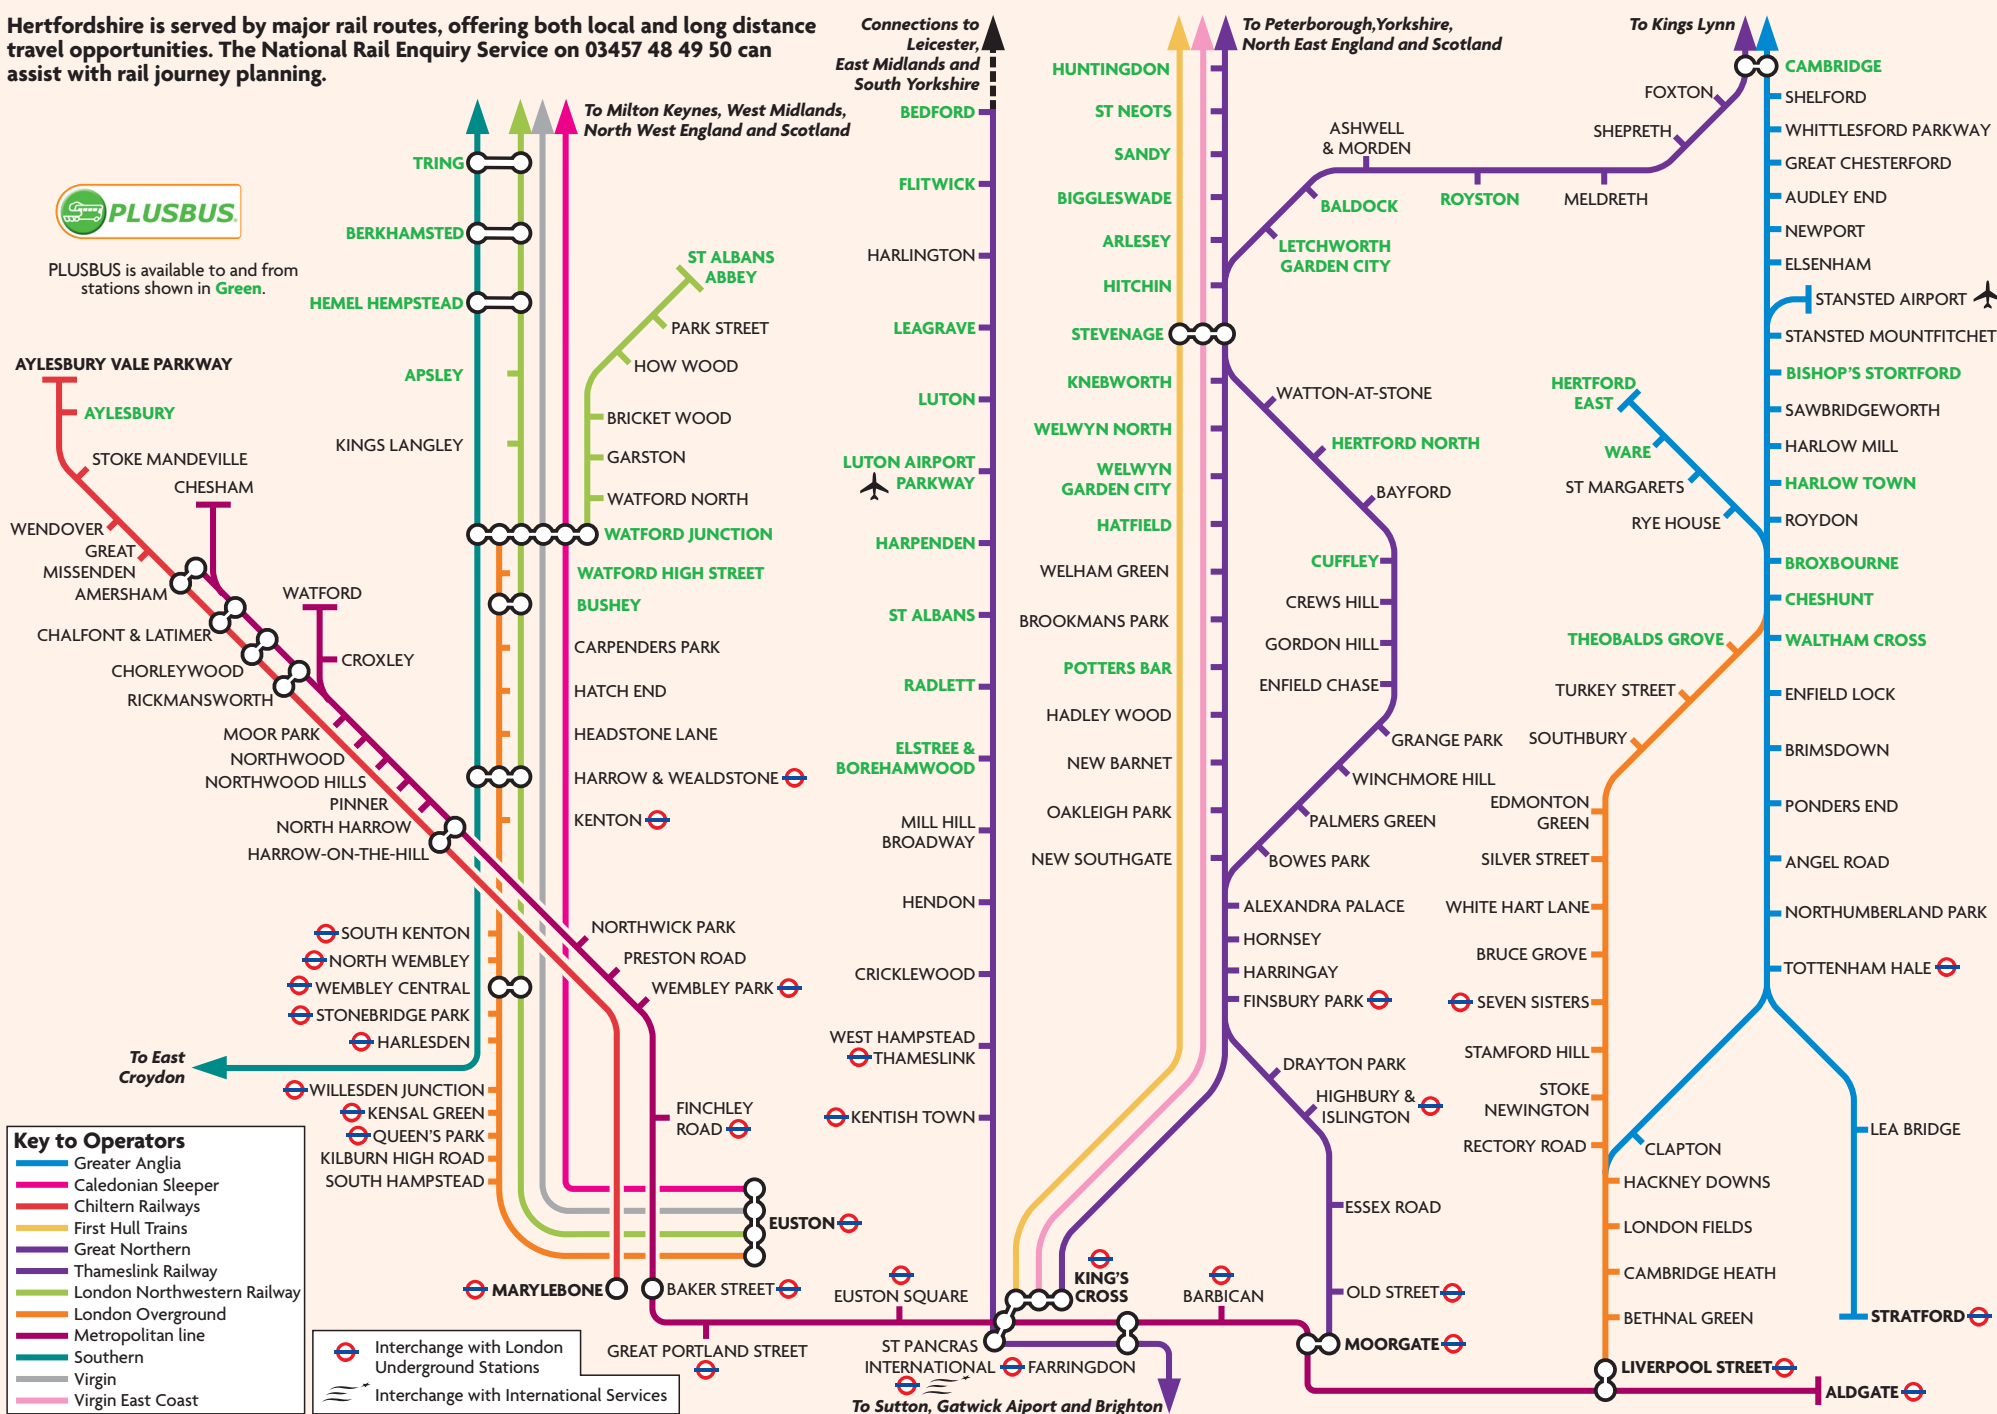 Hertfordshire is served by major rail routes, offering both local and long distance
travel opportunities. The National Rail Enquiry Service on 03457 48 49 50 can
assist with rail journey planning.
PLUSBUS
PLUSBUS is available to and from
stations shown in Green.
To Milton Keynes, West Midlands,
North West England and Scotland
TRING
BERKHAMSTED
HEMEL HEMPSTEAD
APSLEY
KINGS LANGLEY
ST ALBANS
ABBEY
PARK STREET
HOW WOOD
BRICKET WOOD
GARSTON
WATFORD NORTH
WATFORD JUNCTION
WATFORD HIGH STREET
BUSHEY
CARPENDERS PARK
HATCH END
HEADSTONE LANE
HARROW & WEALDSTONE
KENTON
AYLESBURY VALE PARKWAY
AYLESBURY
STOKE MANDEVILLE
CHESHAM
WENDOVER
GREAT
MISSENDEN
AMERSHAM
WATFORD
CHALFONT & LATIMER
CROXLEY
CHORLEYWOOD
RICKMANSWORTH
MOOR PARK
NORTHWOOD
NORTHWOOD HILLS
PINNER
NORTH HARROW
HARROW-ON-THE-HILL
NORTHWICK PARK
PRESTON ROAD
WEMBLEY PARK
SOUTH KENTON
NORTH WEMBLEY
WEMBLEY CENTRAL
STONEBRIDGE PARK
HARLESDEN
To East
Croydon
WILLESDEN JUNCTION
KENSAL GREEN
QUEEN'S PARK
KILBURN HIGH ROAD
SOUTH HAMPSTEAD
FINCHLEY
ROAD
EUSTON
MARYLEBONE
BAKER STREET
GREAT PORTLAND STREET
EUSTON SQUARE
Connections to
Leicester,
East Midlands and
South Yorkshire
BEDFORD
FLITWICK
HARLINGTON
LEAGRAVE
LUTON
LUTON AIRPORT
PARKWAY
HARPENDEN
ST ALBANS
RADLETT
ELSTREE &
BOREHAMWOOD
MILL HILL
BROADWAY
HENDON
CRICKLEWOOD
WEST HAMPSTEAD
THAMESLINK
KENTISH TOWN
ST PANCRAS
INTERNATIONAL
FARRINGDON
To Sutton, Gatwick Aiport and Brighton
KING'S
CROSS
BARBICAN
To Peterborough,Yorkshire,
North East England and Scotland
HUNTINGDON
ST NEOTS
SANDY
BIGGLESWADE
ARLESEY
HITCHIN
STEVENAGE
KNEBWORTH
WELWYN NORTH
WELWYN
GARDEN CITY
HATFIELD
WELHAM GREEN
BROOKMANS PARK
POTTERS BAR
HADLEY WOOD
NEW BARNET
OAKLEIGH PARK
NEW SOUTHGATE
ALEXANDRA PALACE
HORNSEY
HARRINGAY
FINSBURY PARK
DRAYTON PARK
HIGHBURY &
ISLINGTON
ESSEX ROAD
OLD STREET
MOORGATE
WATTON-AT-STONE
HERTFORD NORTH
BAYFORD
CUFFLEY
CREWS HILL
GORDON HILL
ENFIELD CHASE
GRANGE PARK
WINCHMORE HILL
PALMERS GREEN
BOWES PARK
To Kings Lynn
FOXTON
SHEPRETH
MELDRETH
ROYSTON
ASHWELL
& MORDEN
BALDOCK
LETCHWORTH
GARDEN CITY
CAMBRIDGE
SHELFORD
WHITTLESFORD PARKWAY
GREAT CHESTERFORD
AUDLEY END
NEWPORT
ELSENHAM
STANSTED AIRPORT
STANSTED MOUNTFITCHET
BISHOP'S STORTFORD
SAWBRIDGEWORTH
HARLOW MILL
HARLOW TOWN
ROYDON
BROXBOURNE
CHESHUNT
WALTHAM CROSS
ENFIELD LOCK
BRIMSDOWN
PONDERS END
ANGEL ROAD
NORTHUMBERLAND PARK
TOTTENHAM HALE
LEA BRIDGE
STRATFORD
HERTFORD
EAST
WARE
ST MARGARETS
RYE HOUSE
THEOBALDS GROVE
TURKEY STREET
SOUTHBURY
EDMONTON
GREEN
SILVER STREET
WHITE HART LANE
BRUCE GROVE
SEVEN SISTERS
STAMFORD HILL
STOKE
NEWINGTON
RECTORY ROAD
CLAPTON
HACKNEY DOWNS
LONDON FIELDS
CAMBRIDGE HEATH
BETHNAL GREEN
LIVERPOOL STREET
ALDGATE
Key to Operators
Greater Anglia
Caledonian Sleeper
Chiltern Railways
First Hull Trains
Great Northern
Thameslink Railway
London Northwestern Railway
London Overground
Metropolitan line
Southern
Virgin
Virgin East Coast
Interchange with London
Underground Stations
Interchange with International Services